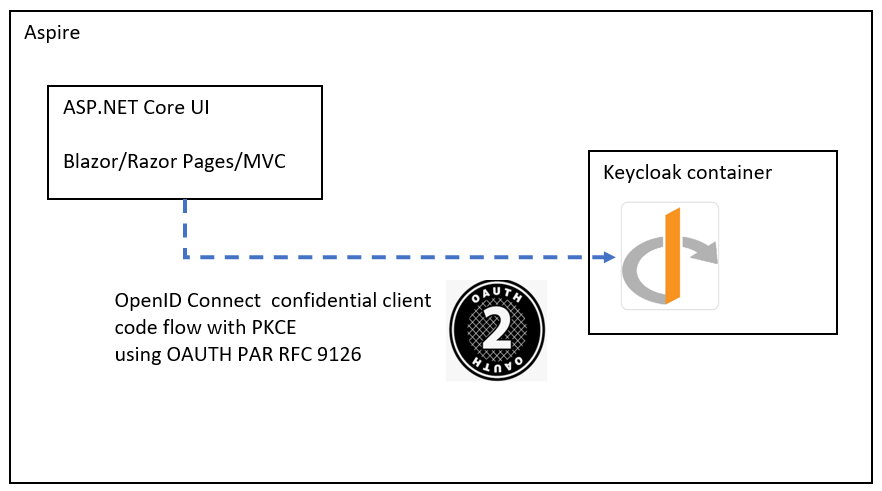 Aspire
ASP.NET Core UI
Blazor/Razor Pages/MVC
Keycloak container
OpenID Connect  confidential client
code flow with PKCE
using OAUTH PAR RFC 9126
OAUTH
2
OAUTH